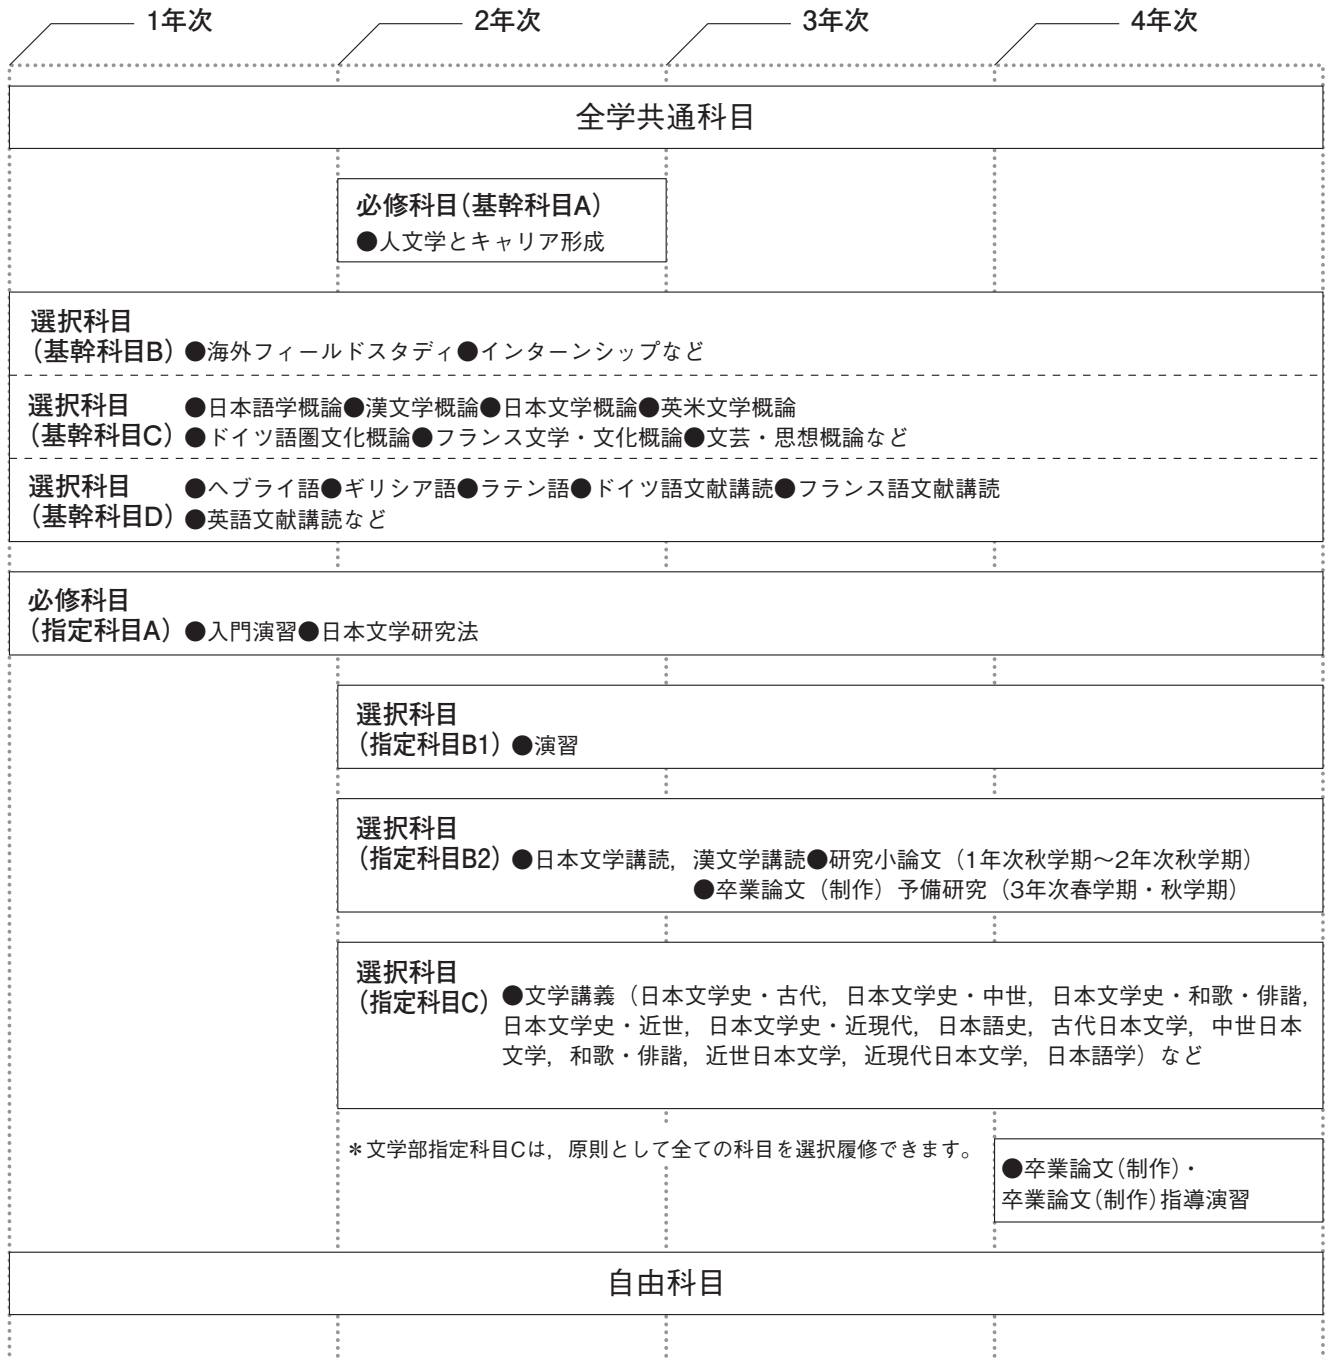 1年次 2年次 3年次 4年次
全学共通科目
必修科目(基幹科目A)
●人文学とキャリア形成
選択科目
(基幹科目B) ●海外フィールドスタディ●インターンシップなど
選択科目 ●日本語学概論●漢文学概論●日本文学概論●英米文学概論
(基幹科目C) ●ドイツ語圏文化概論●フランス文学・文化概論●文芸・思想概論など
選択科目 ●ヘブライ語●ギリシア語●ラテン語●ドイツ語文献講読●フランス語文献講読
(基幹科目D) ●英語文献講読など
必修科目
(指定科目A) ●入門演習●日本文学研究法
選択科目
(指定科目B1) ●演習
選択科目
(指定科目B2) ●日本文学講読，漢文学講読●研究小論文（1年次秋学期～2年次秋学期）
●卒業論文（制作）予備研究（3年次春学期・秋学期）
選択科目
(指定科目C) ●文学講義（日本文学史・古代，日本文学史・中世，日本文学史・和歌・俳諧，
日本文学史・近世，日本文学史・近現代，日本語史，古代日本文学，中世日本
文学，和歌・俳諧，近世日本文学，近現代日本文学，日本語学）など
＊文学部指定科目Cは，原則として全ての科目を選択履修できます。
●卒業論文(制作)・
卒業論文(制作)指導演習
自由科目